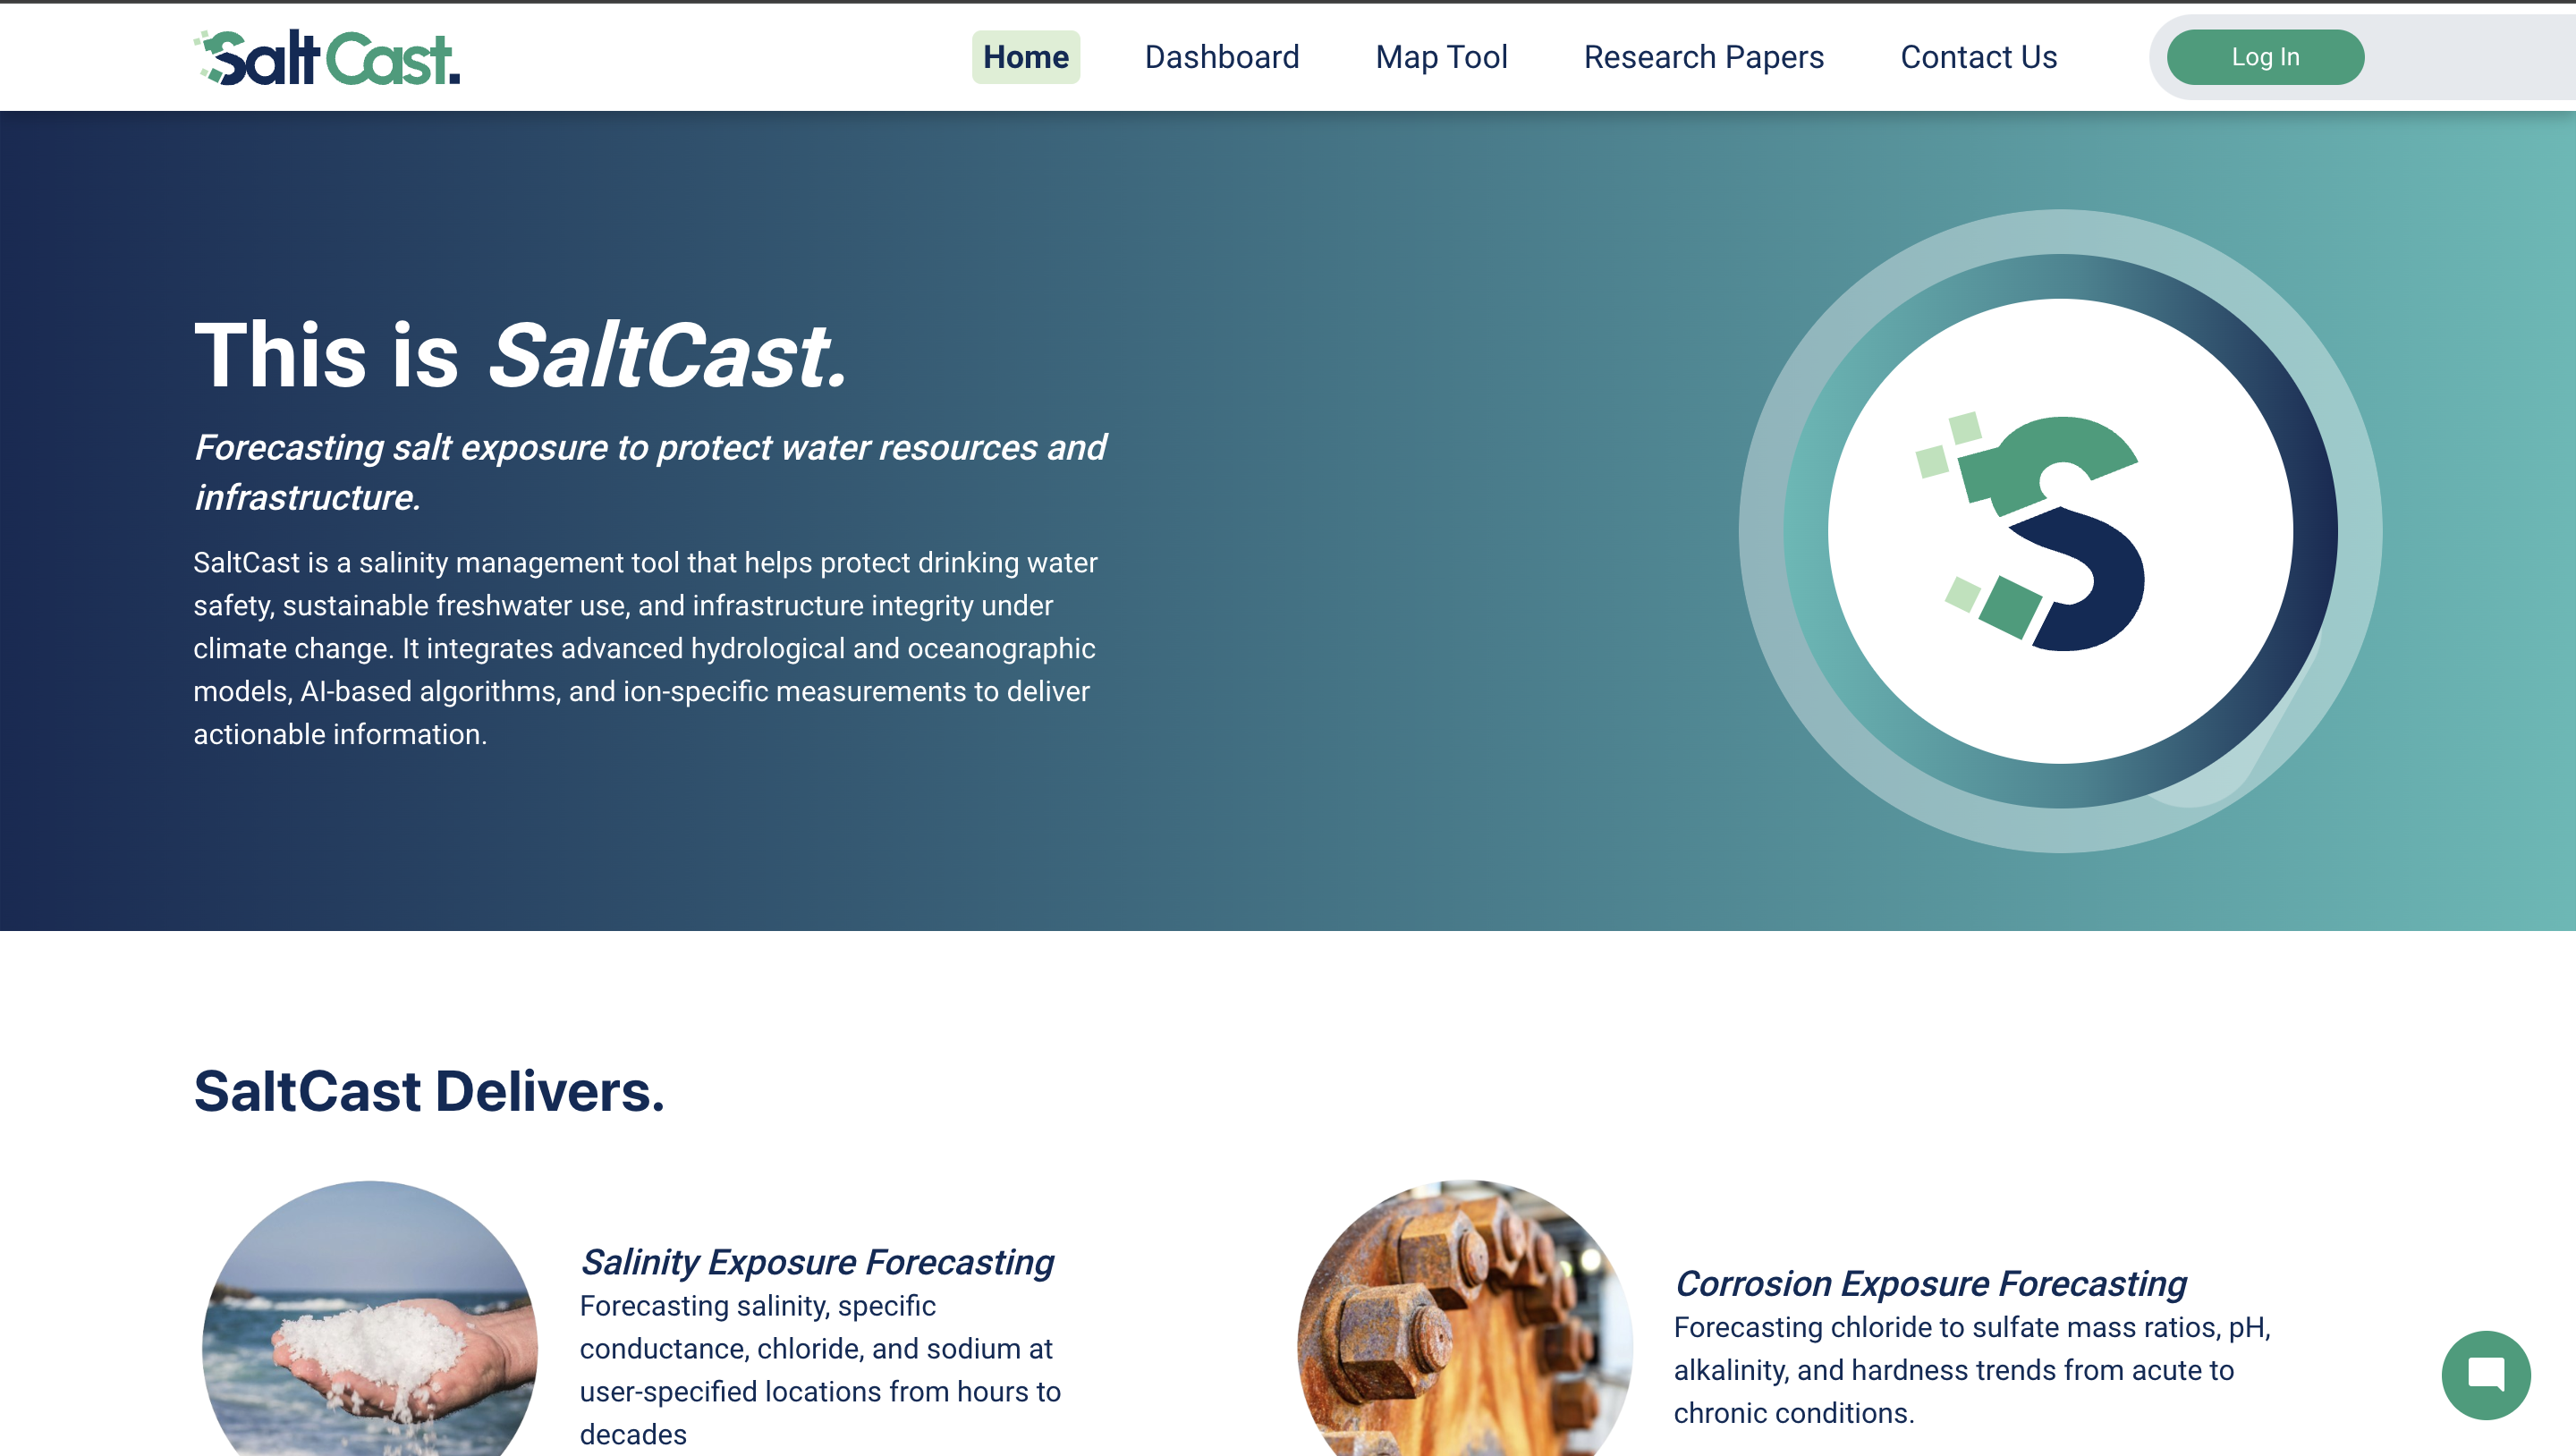 SaltCast.
Home
Dashboard
Map Tool
Research Papers
Contact Us
Log In
This is SaltCast.
Forecasting salt exposure to protect water resources and
infrastructure.
SaltCast is a salinity management tool that helps protect drinking water
safety, sustainable freshwater use, and infrastructure integrity under
climate change. It integrates advanced hydrological and oceanographic
models, AI-based algorithms, and ion-specific measurements to deliver
actionable information.
S
SaltCast Delivers.
Salinity Exposure Forecasting
Forecasting salinity, specific
conductance, chloride, and sodium at
user-specified locations from hours to
decades
Corrosion Exposure Forecasting
Forecasting chloride to sulfate mass ratios, pH,
alkalinity, and hardness trends from acute to
chronic conditions.